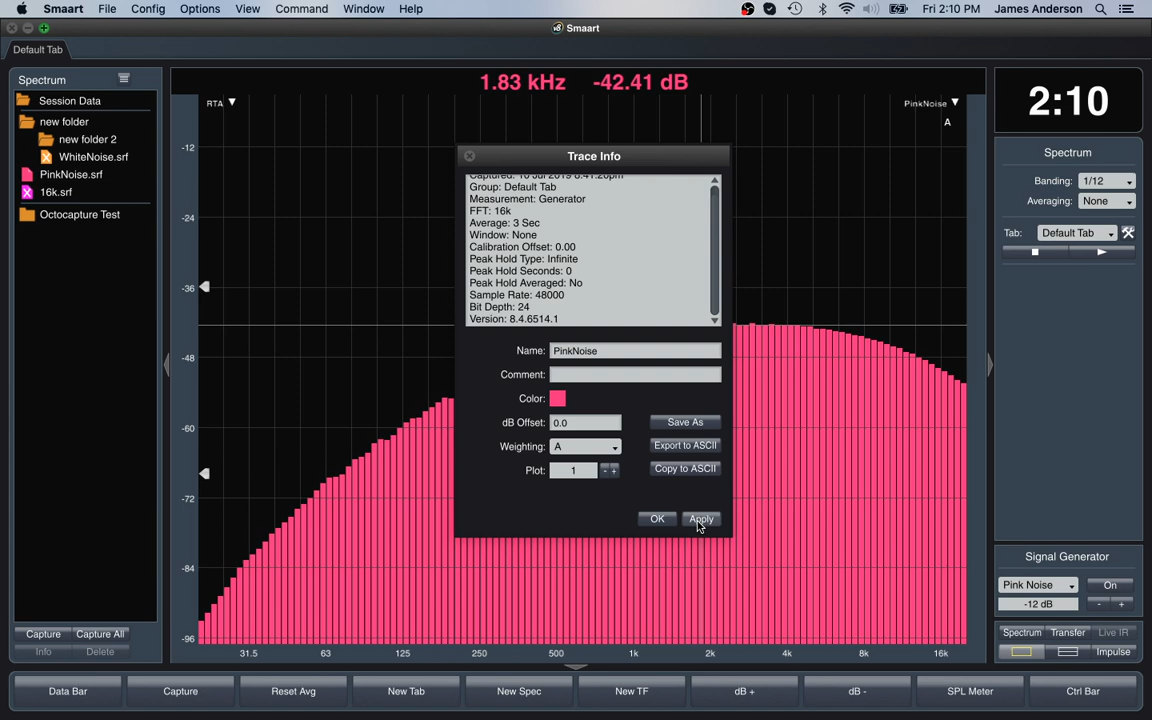 Smaart File Config Options View Command Window Help Fri 2:10 PM James Anderson
Smaart
Default Tab
Spectrum
Session Data
new folder
new folder 2
WhiteNoise.srf
PinkNoise.srf
16k.srf
Octocapture Test
Capture Capture All
Info Delete
1.83 kHz -42.41 dB
RTA
PinkNoise
A
-12
-24
-36
-48
-60
-72
-84
-96
31.5 63 125 250 500 1k 2k 4k 8k 16k
Trace Info
Captured: 10 Jul 2019 8:41:20pm
Group: Default Tab
Measurement: Generator
FFT: 16k
Average: 3 Sec
Window: None
Calibration Offset: 0.00
Peak Hold Type: Infinite
Peak Hold Seconds: 0
Peak Hold Averaged: No
Sample Rate: 48000
Bit Depth: 24
Version: 8.4.6514.1
Name: PinkNoise
Comment:
Color:
dB Offset: 0.0 Save As
Weighting: A Export to ASCII
Plot: 1 - + Copy to ASCII
OK Apply
2:10
Spectrum
Banding: 1/12
Averaging: None
Tab: Default Tab
Signal Generator
Pink Noise On
-12 dB - +
Spectrum Transfer Live IR
Impulse
Data Bar Capture Reset Avg New Tab New Spec New TF dB + dB - SPL Meter Ctrl Bar